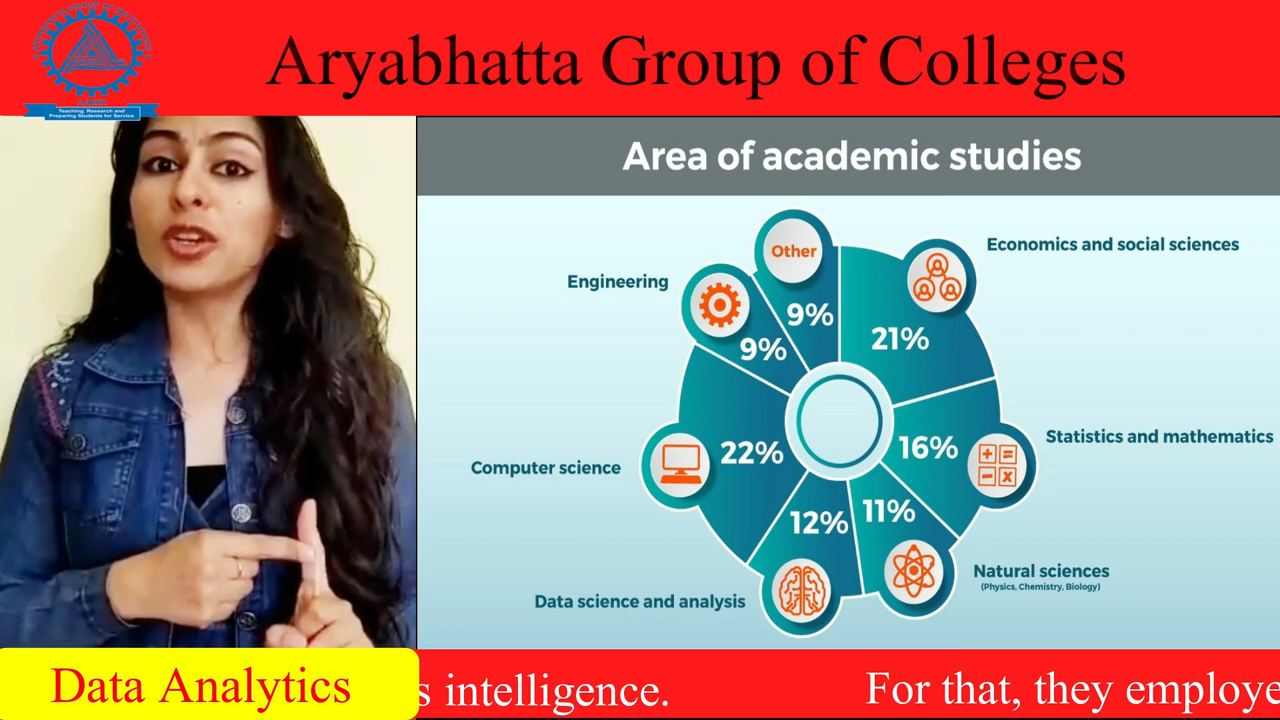 Aryabhatta Group of Colleges
Teaching, Research and
Preparing Students for Service
Area of academic studies
Other
Economics and social sciences
Engineering
9%
21%
9%
Statistics and mathematics
16%
22%
Computer science
11%
12%
Natural sciences
(Physics, Chemistry, Biology)
Data science and analysis
Data Analytics
s intelligence.
For that, they employe